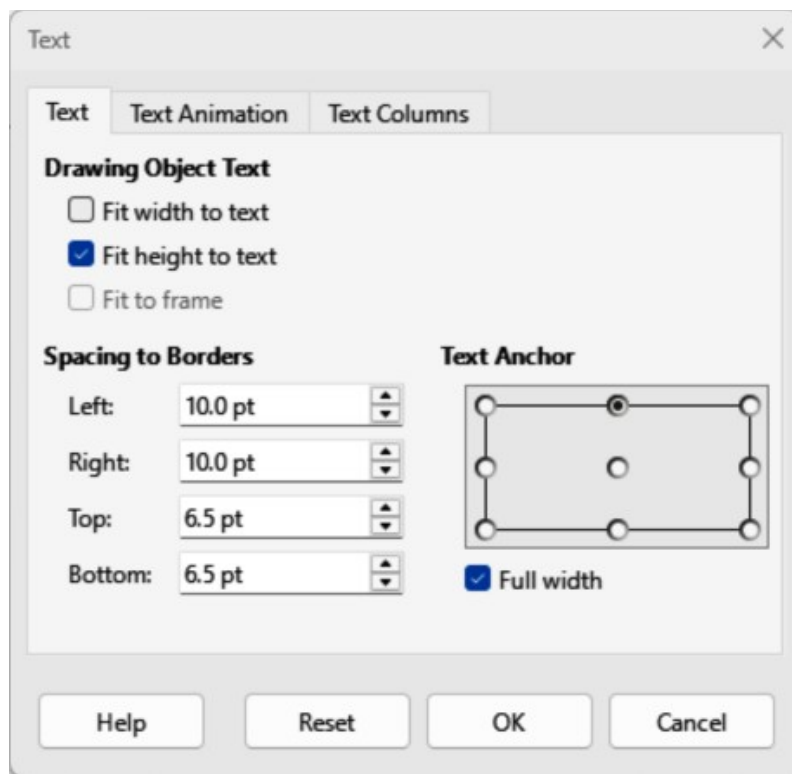 Text
Text Text Animation Text Columns
Drawing Object Text
Fit width to text
Fit height to text
Fit to frame
Spacing to Borders
Left: 10.0 pt
Right: 10.0 pt
Top: 6.5 pt
Bottom: 6.5 pt
Text Anchor
Full width
Help Reset OK Cancel